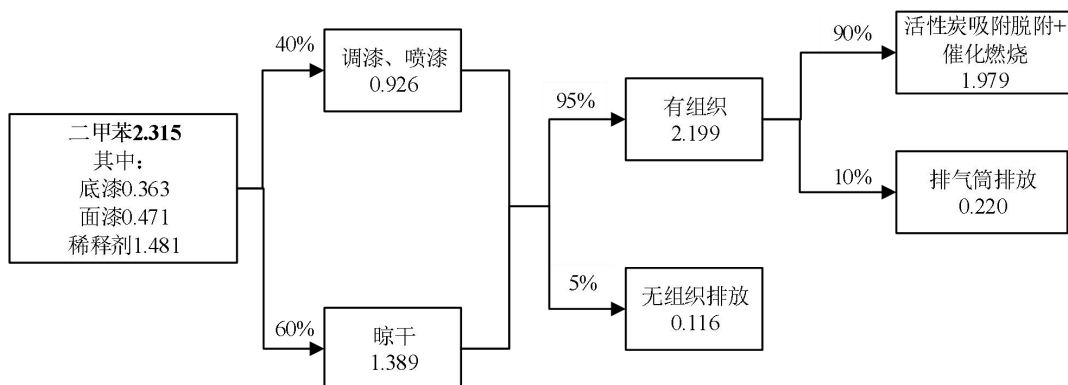 二甲苯2.315
其中：
底漆0.363
面漆0.471
稀释剂1.481
40%
调漆、喷漆
0.926
60%
晾干
1.389
95%
有组织
2.199
5%
无组织排放
0.116
90%
活性炭吸附脱附+
催化燃烧
1.979
10%
排气筒排放
0.220